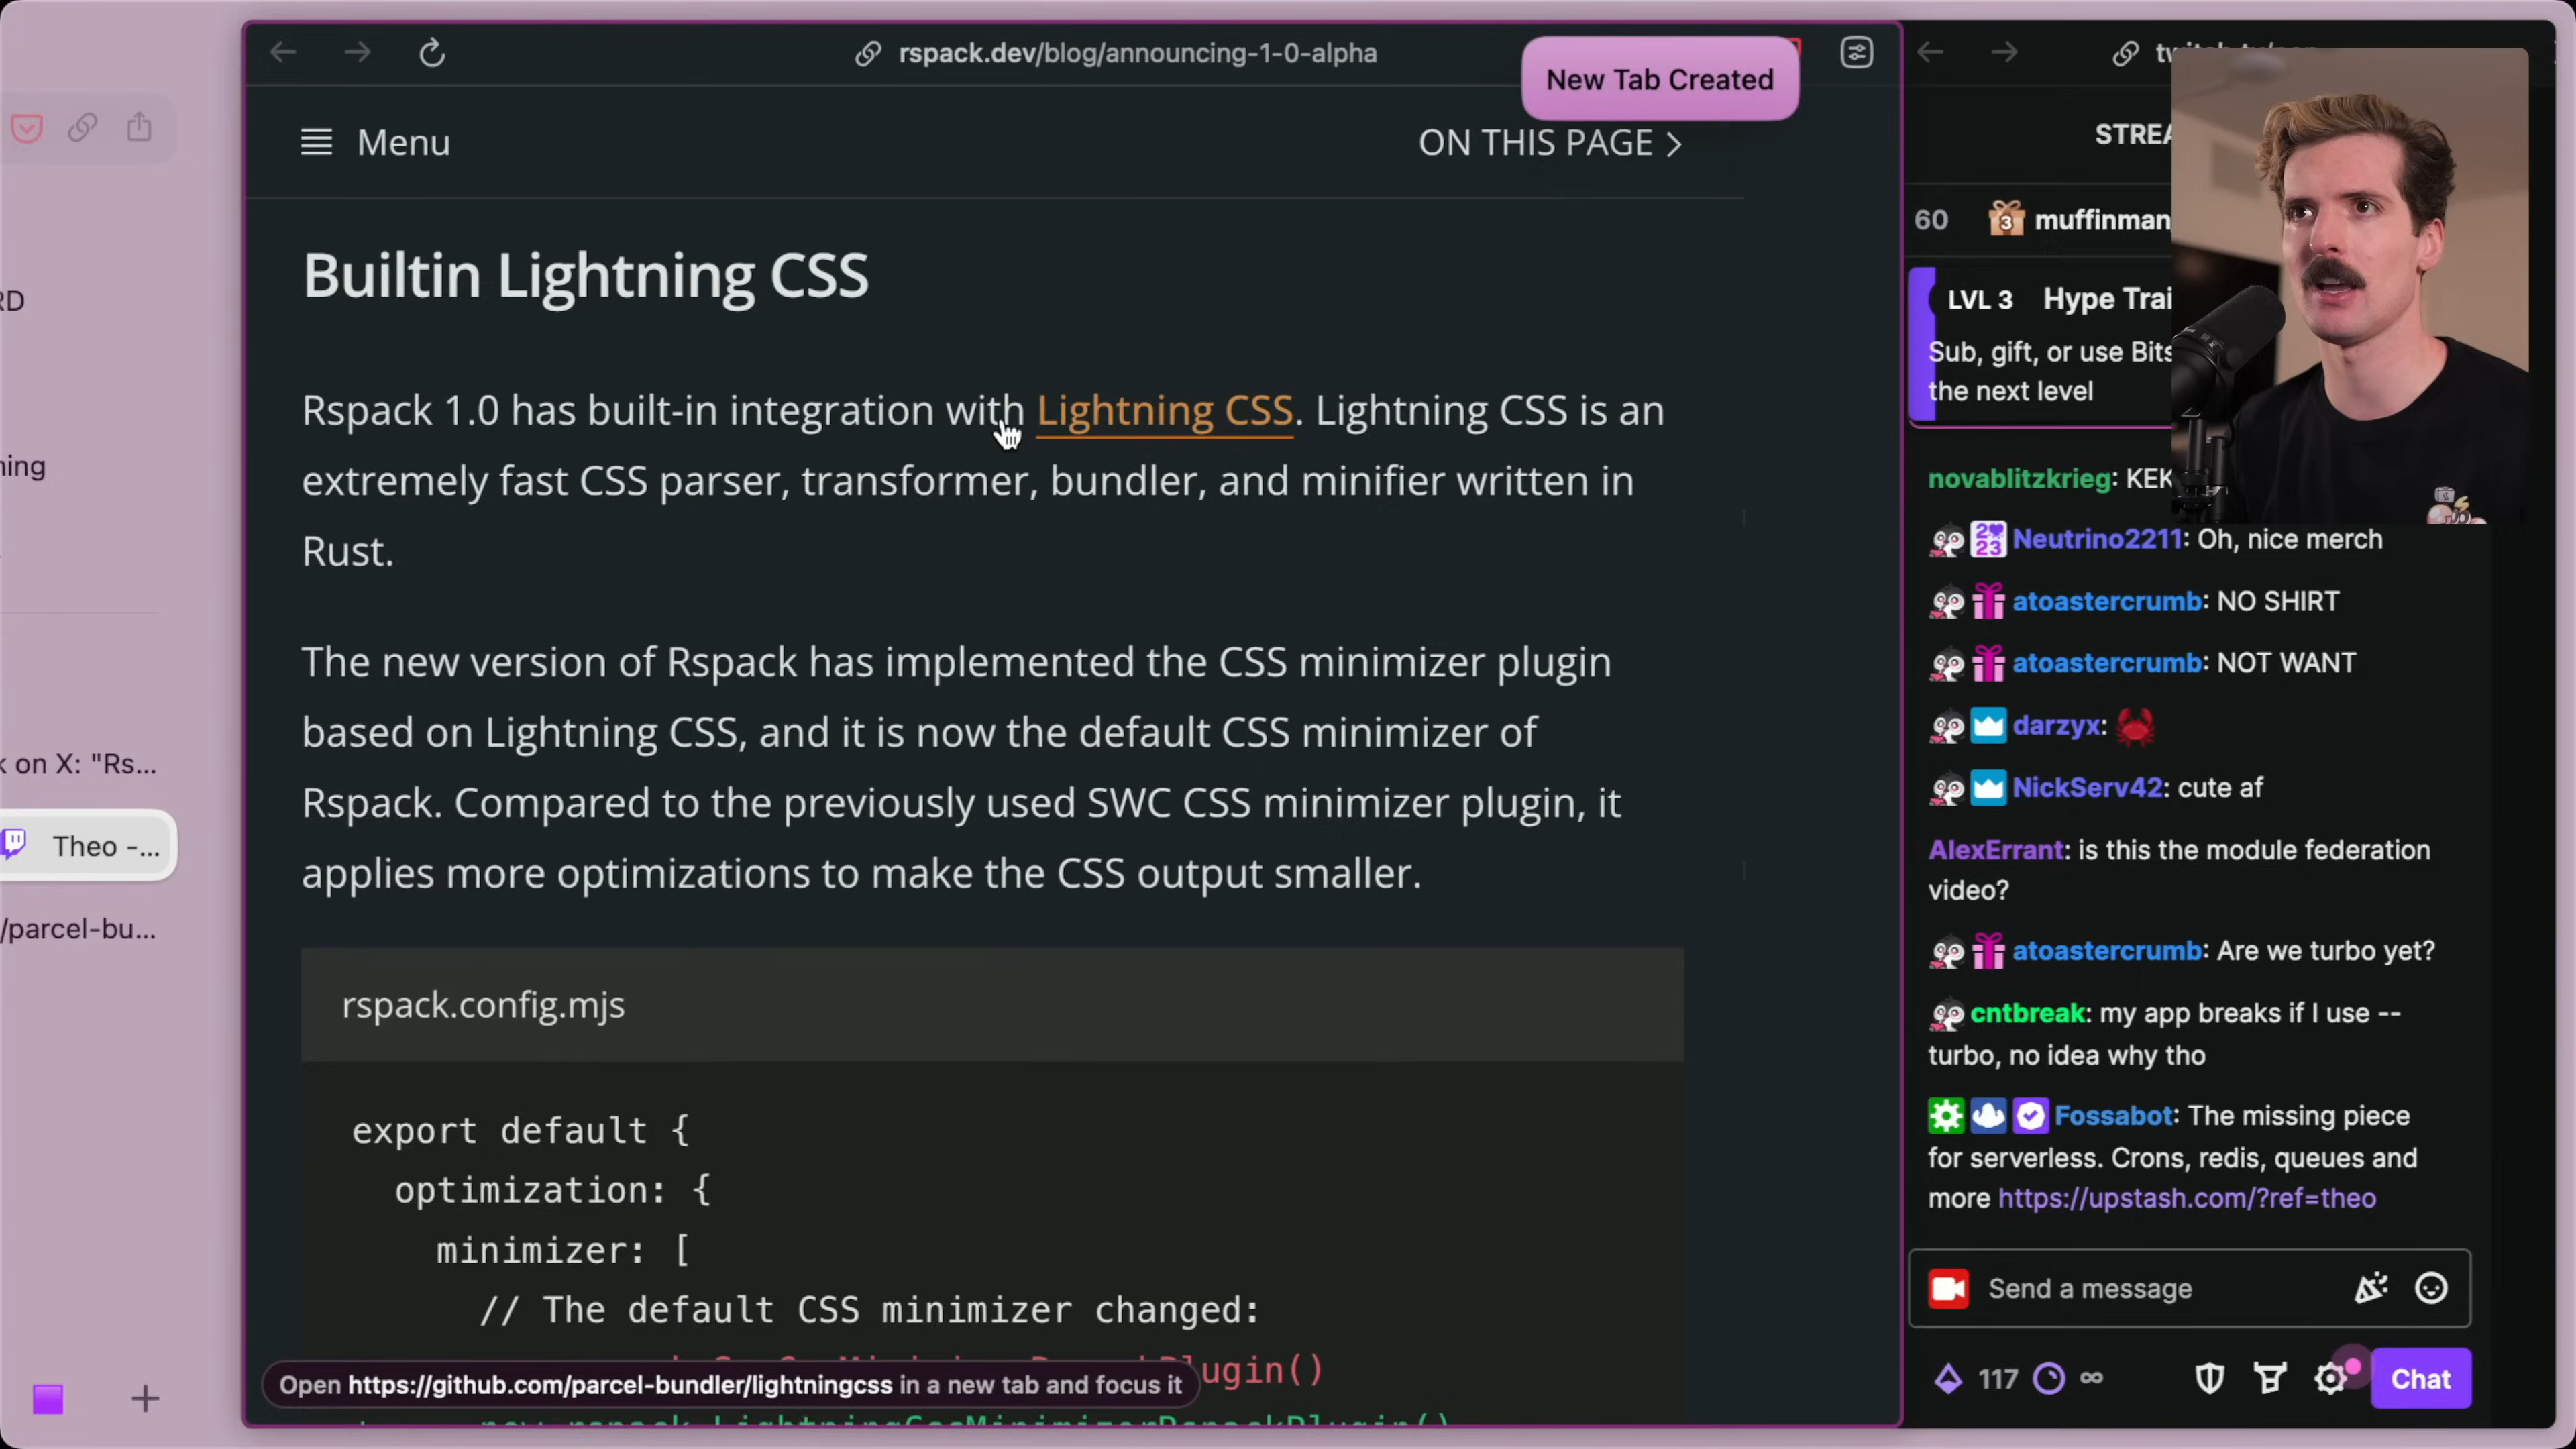 rspack.dev/blog/announcing-1-0-alpha
New Tab Created
Menu
ON THIS PAGE
Builtin Lightning CSS
Rspack 1.0 has built-in integration with Lightning CSS. Lightning CSS is an
extremely fast CSS parser, transformer, bundler, and minifier written in
Rust.
The new version of Rspack has implemented the CSS minimizer plugin
based on Lightning CSS, and it is now the default CSS minimizer of
Rspack. Compared to the previously used SWC CSS minimizer plugin, it
applies more optimizations to make the CSS output smaller.
rspack.config.mjs
export default {
optimization: {
minimizer: [
// The default CSS minimizer changed:
lugin()
Open https://github.com/parcel-bundler/lightningcss in a new tab and focus it
new rspack.LightningCssMinimizerRspackPlugin()
RD
ning
k on X: "Rs...
Theo -...
/parcel-bu...
STREA
60
3
muffinman
LVL 3 Hype Trai
Sub, gift, or use Bits
the next level
novablitzkrieg: KEK
2023 Neutrino2211: Oh, nice merch
atoastercrumb: NO SHIRT
atoastercrumb: NOT WANT
darzyx:
NickServ42: cute af
AlexErrant: is this the module federation
video?
atoastercrumb: Are we turbo yet?
cntbreak: my app breaks if I use --
turbo, no idea why tho
Fossabot: The missing piece
for serverless. Crons, redis, queues and
more https://upstash.com/?ref=theo
Send a message
117 ∞
Chat